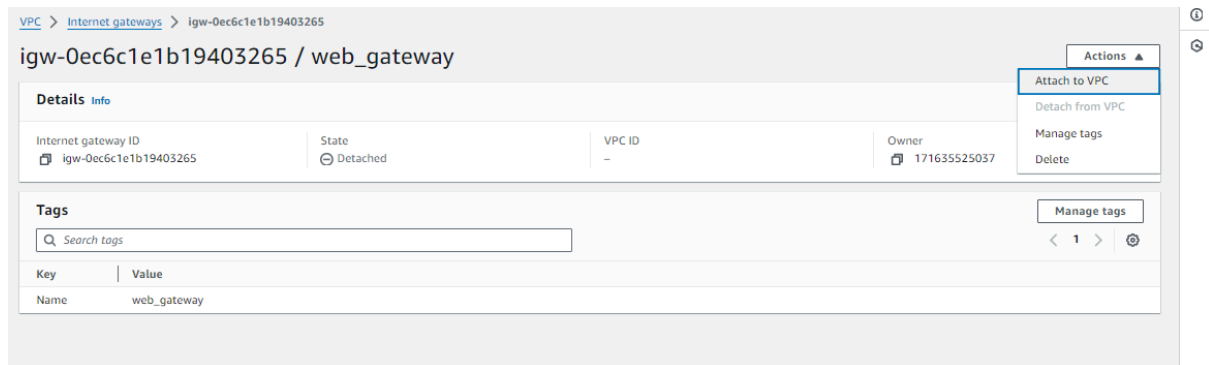 VPC > Internet gateways > igw-0ec6c1e1b19403265
igw-0ec6c1e1b19403265 / web_gateway
Actions
Attach to VPC
Detach from VPC
Manage tags
Delete
Details Info
Internet gateway ID
igw-0ec6c1e1b19403265
State
Detached
VPC ID
–
Owner
171635525037
Tags
Manage tags
Search tags
1
Key Value
Name web_gateway